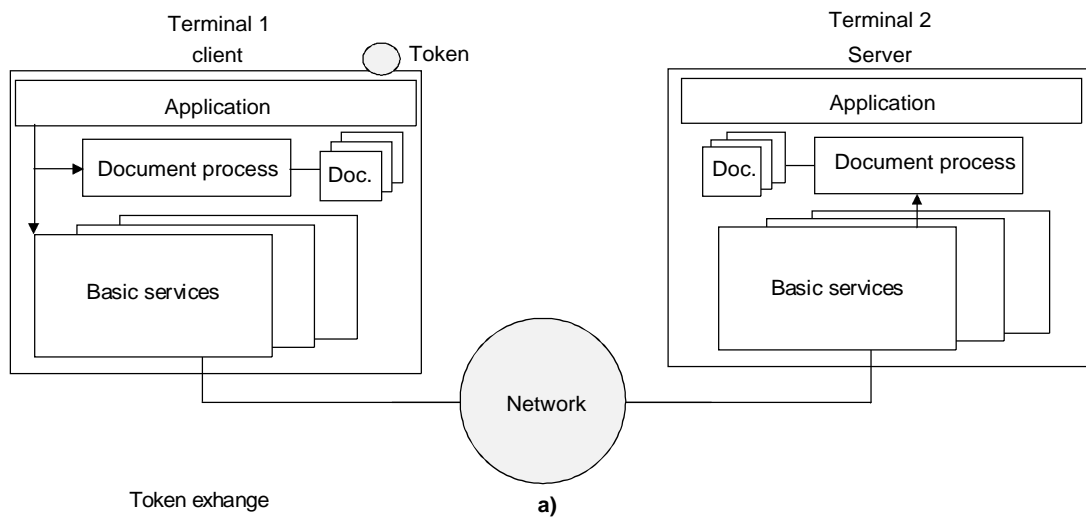 Terminal 1
client
Token
Application
Document process
Doc.
Basic services
Terminal 2
Server
Application
Doc.
Document process
Basic services
Network
Token exhange
a)